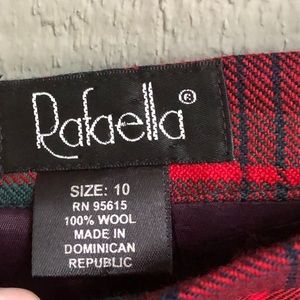 Rafaella®
SIZE: 10
RN 95615
100% WOOL
MADE IN
DOMINICAN
REPUBLIC